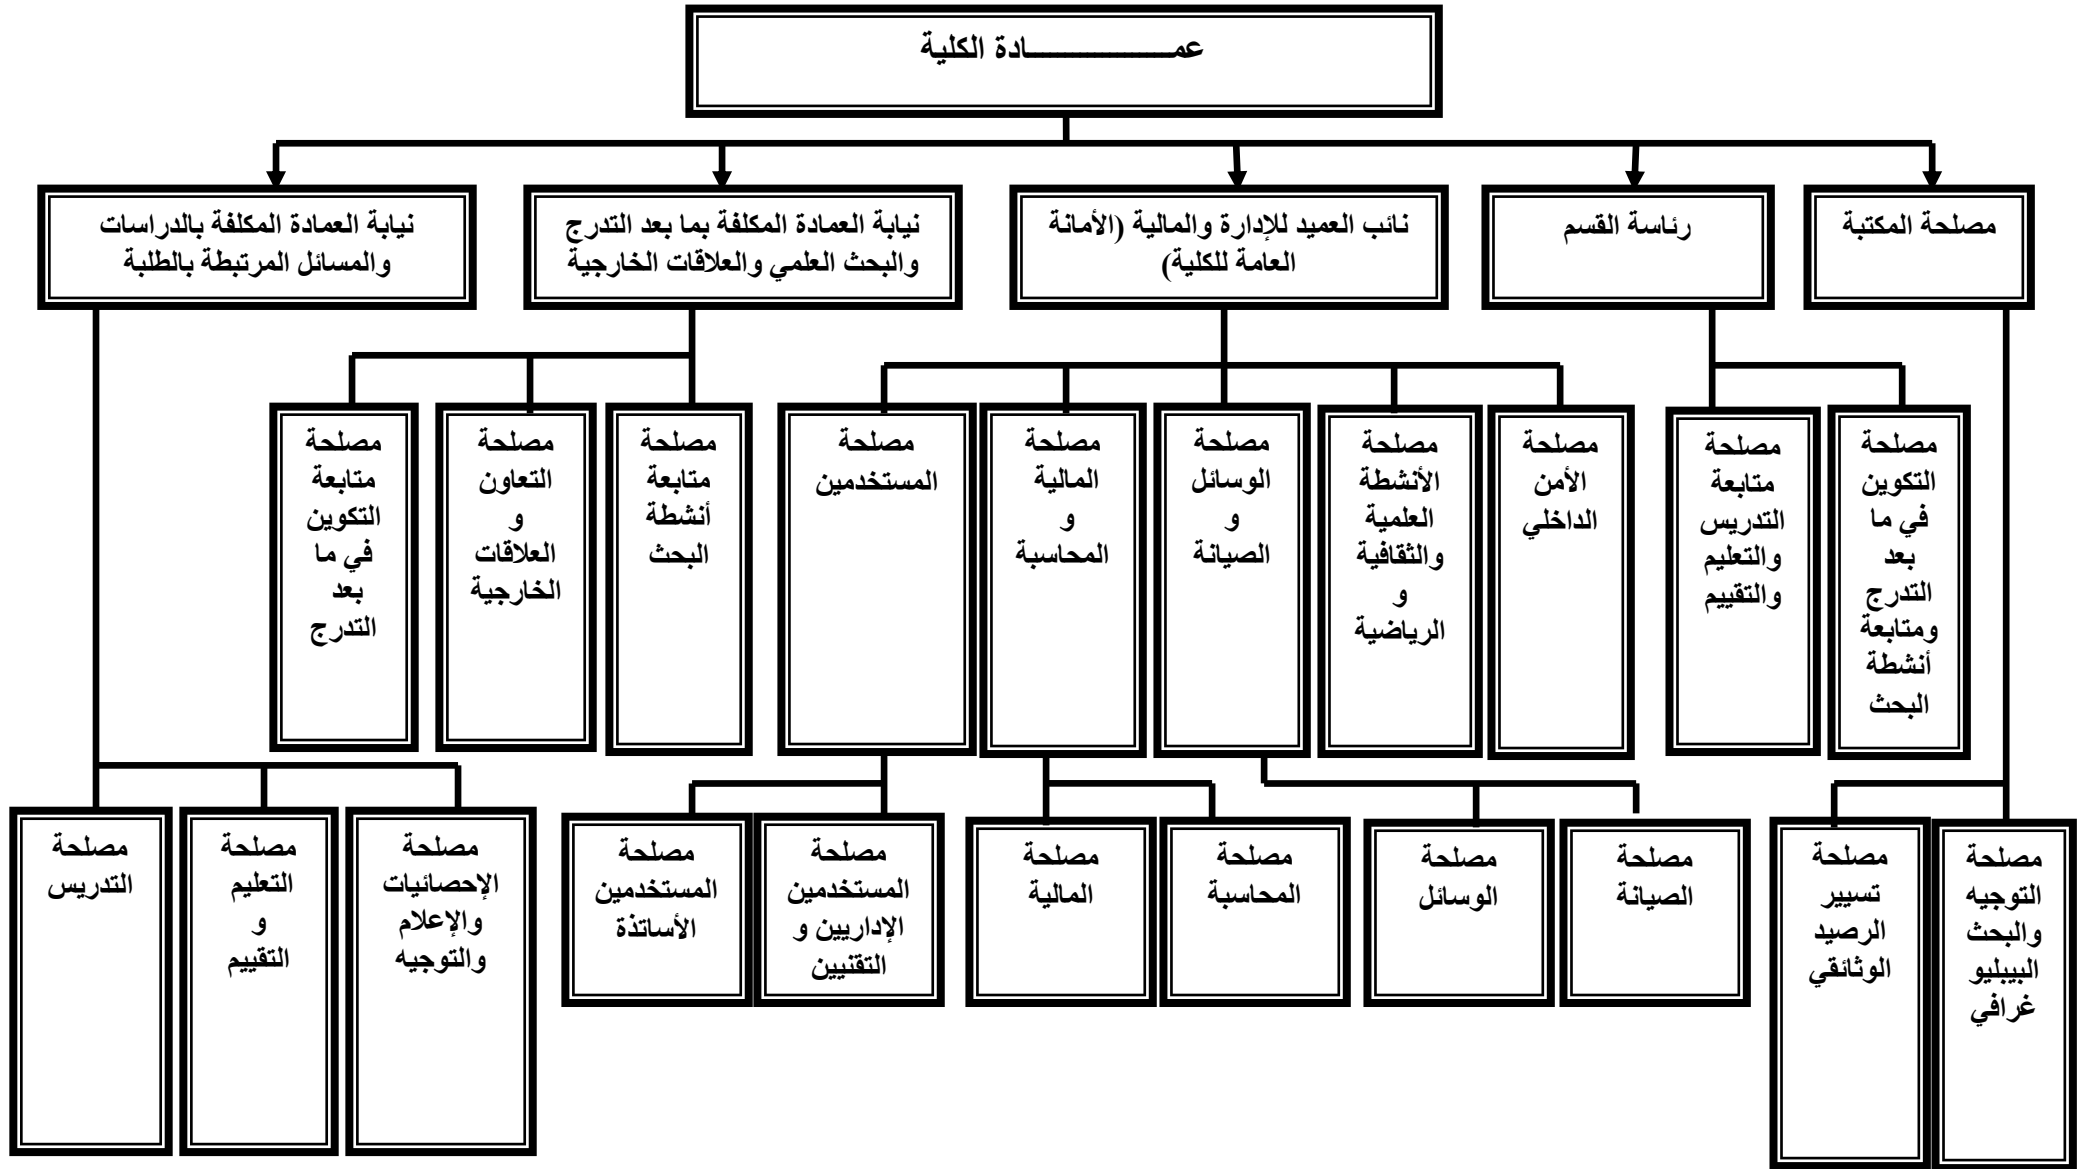 عمـــــــــــــــــادة الكلية
مصلحة المكتبة
رئاسة القسم
نائب العميد للإدارة والمالية (الأمانة
العامة للكلية)
نيابة العمادة المكلفة بما بعد التدرج
والبحث العلمي والعلاقات الخارجية
نيابة العمادة المكلفة بالدراسات
والمسائل المرتبطة بالطلبة
مصلحة
التكوين
في ما
بعد
التدرج
ومتابعة
أنشطة
البحث
مصلحة
متابعة
التدريس
والتعليم
والتقييم
مصلحة
الأمن
الداخلي
مصلحة
الأنشطة
العلمية
والثقافية
و
الرياضية
مصلحة
الوسائل
و
الصيانة
مصلحة
المالية
و
المحاسبة
مصلحة
المستخدمين
مصلحة
متابعة
أنشطة
البحث
مصلحة
التعاون
و
العلاقات
الخارجية
مصلحة
متابعة
التكوين
في ما
بعد
التدرج
مصلحة
التوجيه
والبحث
البيبليو
غرافي
مصلحة
تسيير
الرصيد
الوثائقي
مصلحة
الصيانة
مصلحة
الوسائل
مصلحة
المحاسبة
مصلحة
المالية
مصلحة
المستخدمين
الإداريين و
التقنيين
مصلحة
المستخدمين
الأساتذة
مصلحة
الإحصائيات
والإعلام
والتوجيه
مصلحة
التعليم
و
التقييم
مصلحة
التدريس